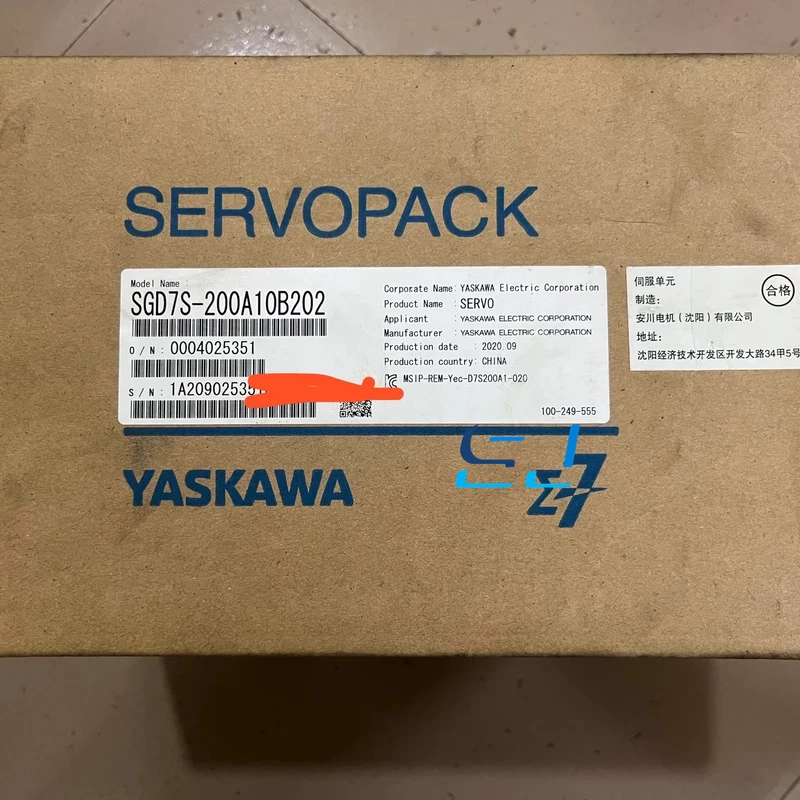 SERVOPACK
Model Name :
SGD7S-200A10B202
O/N: 0004025351
S/N: 1A2090253
Corporate Name: YASKAWA Electric Corporation
Product Name : SERVO
Applicant : YASKAWA ELECTRIC CORPORATION
Manufacturer : YASKAWA ELECTRIC CORPORATION
Production date : 2020.09
Production country: CHINA
MSIP-REM-Yec-D7S200A1-020
100-249-555
伺服单元
合格
制造:
安川电机(沈阳)有限公司
地址:
沈阳经济技术开发区开发大路34甲5号
YASKAWA
Σ-7